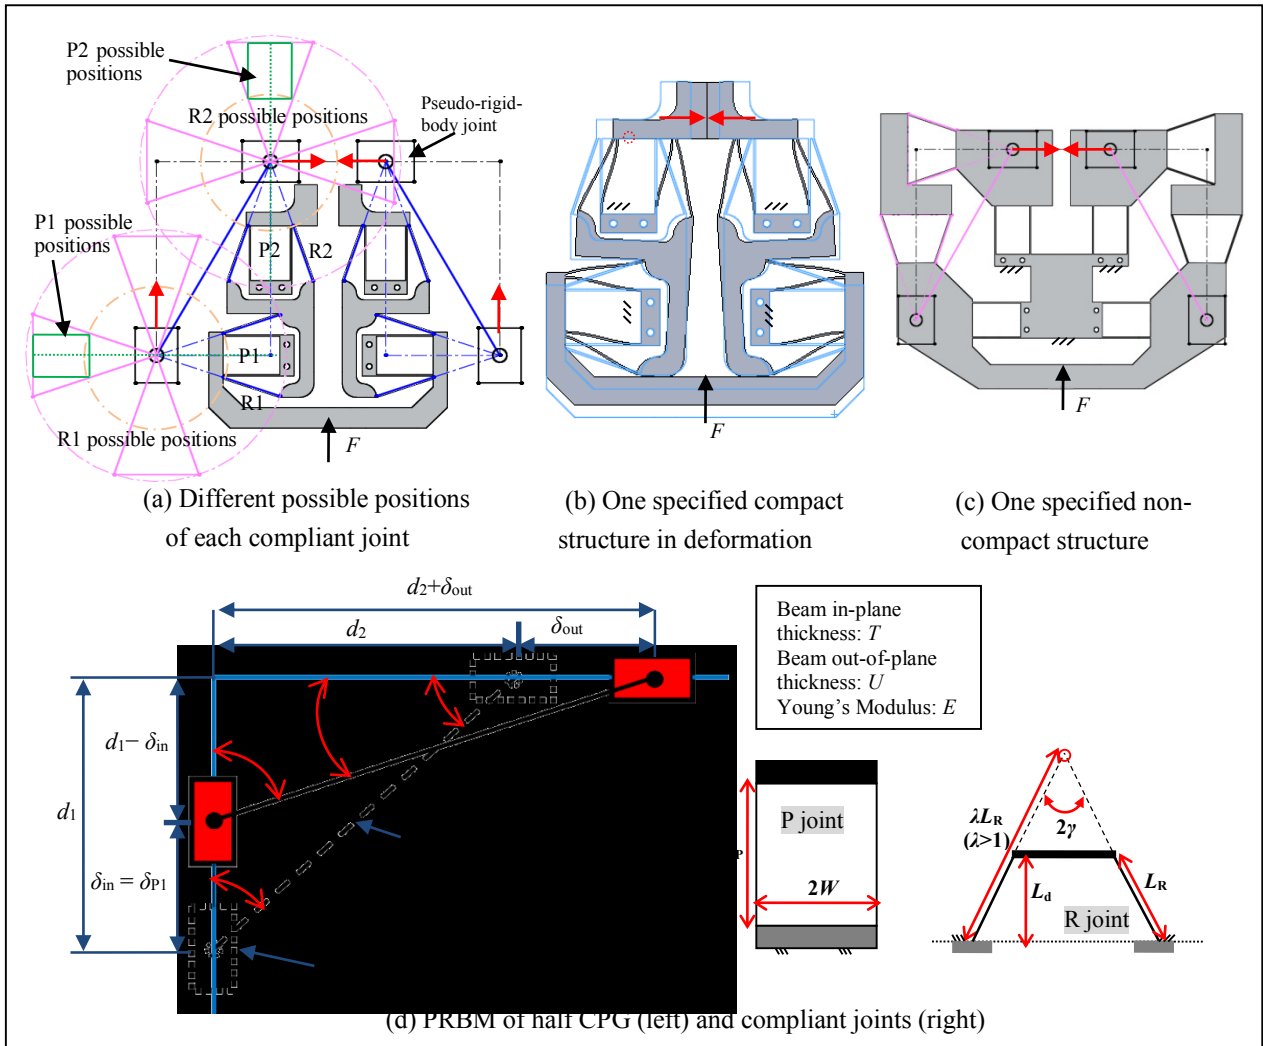 P2 possible
positions
R2 possible positions
Pseudo-rigid-
body joint
P1 possible
positions
P2
R2
P1
R1
R1 possible positions
F
F
F
(a) Different possible positions
of each compliant joint
(b) One specified compact
structure in deformation
(c) One specified non-
compact structure
d2+δout
d2
δout
d1− δin
d1
δin = δP1
Beam in-plane
thickness: T
Beam out-of-plane
thickness: U
Young's Modulus: E
P joint
P
2W
λLR
(λ>1)
2γ
Ld
LR
R joint
(d) PRBM of half CPG (left) and compliant joints (right)